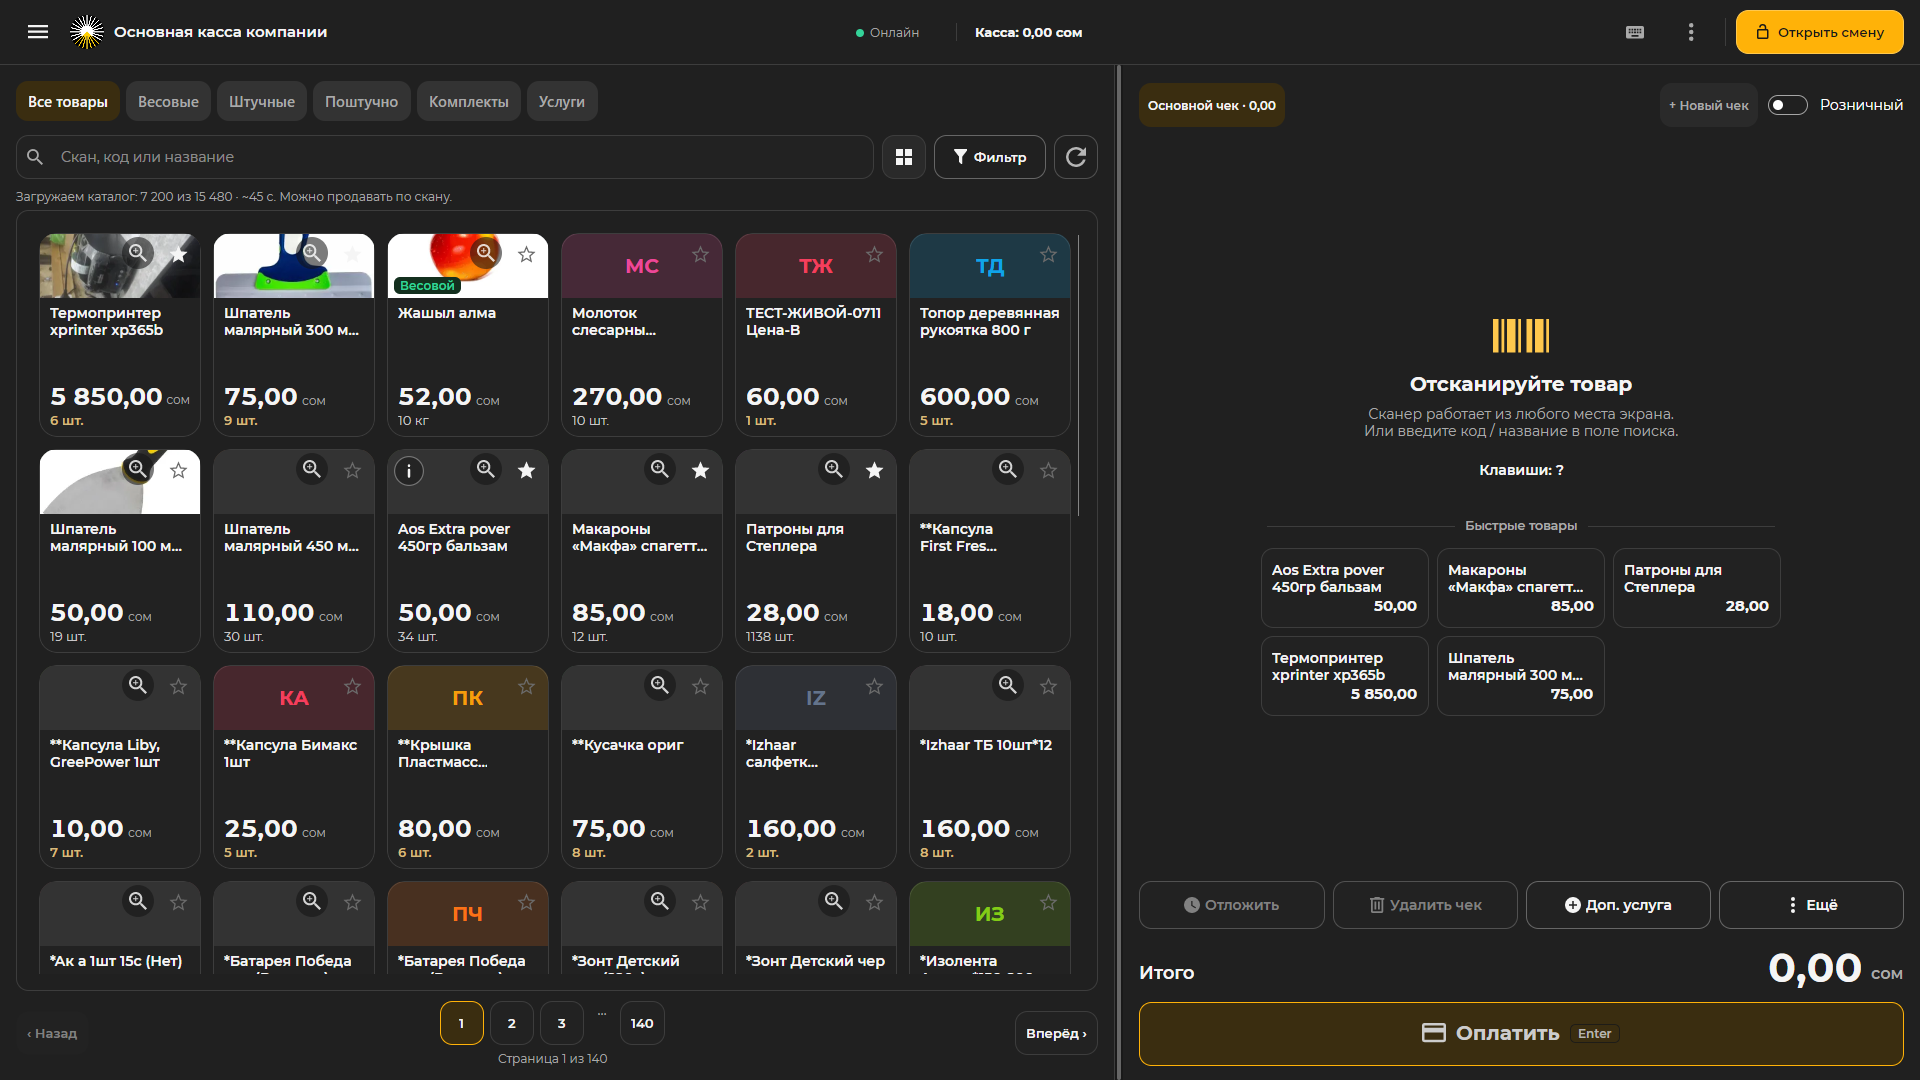 Основная касса компании
Онлайн
Касса: 0,00 сом
Открыть смену
Все товары
Весовые
Штучные
Поштучно
Комплекты
Услуги
Скан, код или название
Фильтр
Загружаем каталог: 7 200 из 15 480 · ~45 с. Можно продавать по скану.
Термопринтер
xprinter xp365b
5 850,00 сом
6 шт.
Шпатель
малярный 300 м...
75,00 сом
9 шт.
Весовой
Жашыл алма
52,00 сом
10 кг
МС
Молоток
слесарны...
270,00 сом
10 шт.
ТЖ
ТЕСТ-ЖИВОЙ-0711
Цена-В
60,00 сом
1 шт.
ТД
Топор деревянная
рукоятка 800 г
600,00 сом
5 шт.
Шпатель
малярный 100 м...
50,00 сом
19 шт.
Шпатель
малярный 450 м...
110,00 сом
30 шт.
i
Aos Extra pover
450гр бальзам
50,00 сом
34 шт.
Макароны
«Макфа» спагетт...
85,00 сом
12 шт.
Патроны для
Степлера
28,00 сом
1138 шт.
**Капсула
First Fres...
18,00 сом
10 шт.
**Капсула Liby,
GreePower 1шт
10,00 сом
7 шт.
КА
**Капсула Бимакс
1шт
25,00 сом
5 шт.
ПК
**Крышка
Пластмасс...
80,00 сом
6 шт.
**Кусачка ориг
75,00 сом
8 шт.
IZ
*Izhaar
салфетк...
160,00 сом
2 шт.
*Izhaar ТБ 10шт*12
160,00 сом
8 шт.
*Ак а 1шт 15с (Нет)
*Батарея Победа
ПЧ
*Батарея Победа
*Зонт Детский
*Зонт Детский чер
ИЗ
*Изолента
‹ Назад
1
2
3
...
140
Страница 1 из 140
Вперёд ›
Основной чек · 0,00
+ Новый чек
Розничный
Отсканируйте товар
Сканер работает из любого места экрана.
Или введите код / название в поле поиска.
Клавиши: ?
Быстрые товары
Aos Extra pover
450гр бальзам
50,00
Макароны
«Макфа» спагетт...
85,00
Патроны для
Степлера
28,00
Термопринтер
xprinter xp365b
5 850,00
Шпатель
малярный 300 м...
75,00
Отложить
Удалить чек
Доп. услуга
Ещё
Итого
0,00 сом
Оплатить Enter